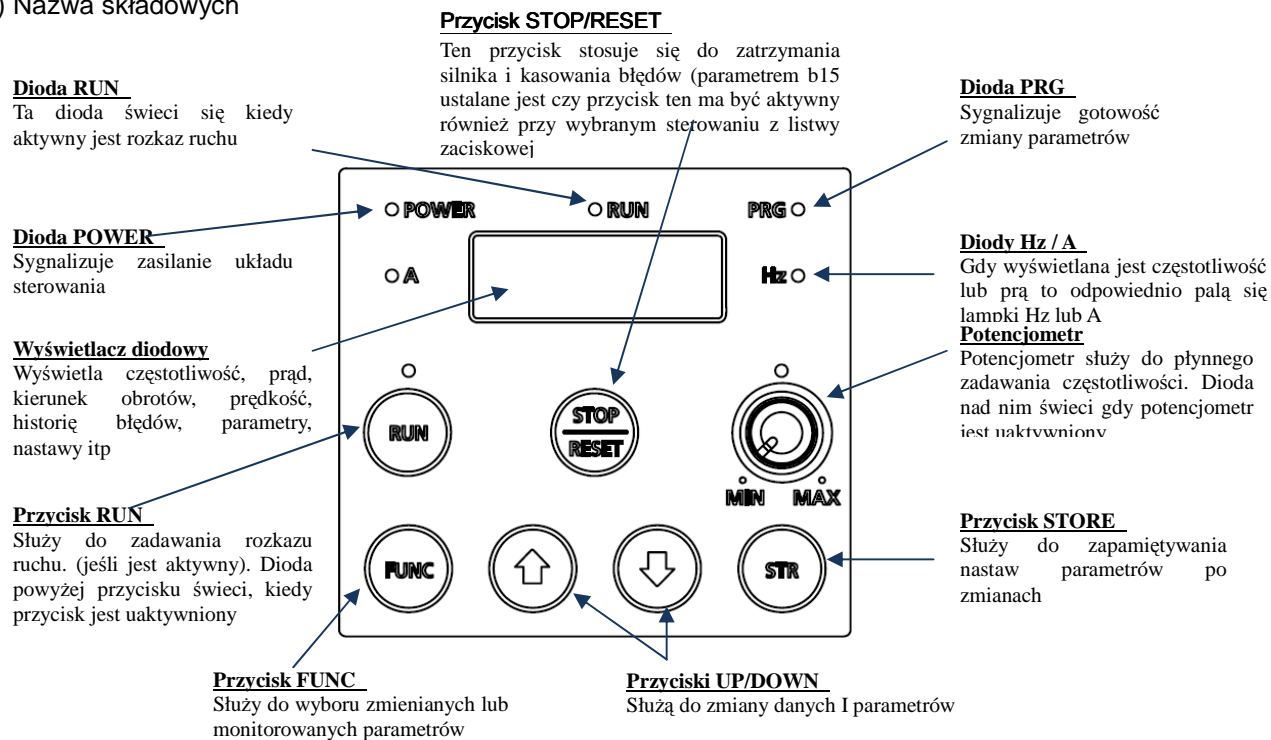 ) Nazwa składowych
Przycisk STOP/RESET
Ten przycisk stosuje się do zatrzymania
silnika i kasowania błędów (parametrem b15
ustalane jest czy przycisk ten ma być aktywny
również przy wybranym sterowaniu z listwy
zaciskowej
Dioda RUN
Ta dioda świeci się kiedy
aktywny jest rozkaz ruchu
Dioda PRG
Sygnalizuje gotowość
zmiany parametrów
Dioda POWER
Sygnalizuje zasilanie układu
sterowania
Diody Hz / A
Gdy wyświetlana jest częstotliwość
lub prą to odpowiednio palą się
lampki Hz lub A
Wyświetlacz diodowy
Wyświetla częstotliwość, prąd,
kierunek obrotów, prędkość,
historię błędów, parametry,
nastawy itp
Potencjometr
Potencjometr służy do płynnego
zadawania częstotliwości. Dioda
nad nim świeci gdy potencjometr
jest uaktywniony
Przycisk RUN
Służy do zadawania rozkazu
ruchu. (jeśli jest aktywny). Dioda
powyżej przycisku świeci, kiedy
przycisk jest uaktywniony
Przycisk STORE
Służy do zapamiętywania
nastaw parametrów po
zmianach
POWER
RUN
PRG
A
Hz
RUN
STOP
RESET
MIN MAX
FUNC
STR
Przycisk FUNC
Służy do wyboru zmienianych lub
monitorowanych parametrów
Przyciski UP/DOWN
Służą do zmiany danych I parametrów